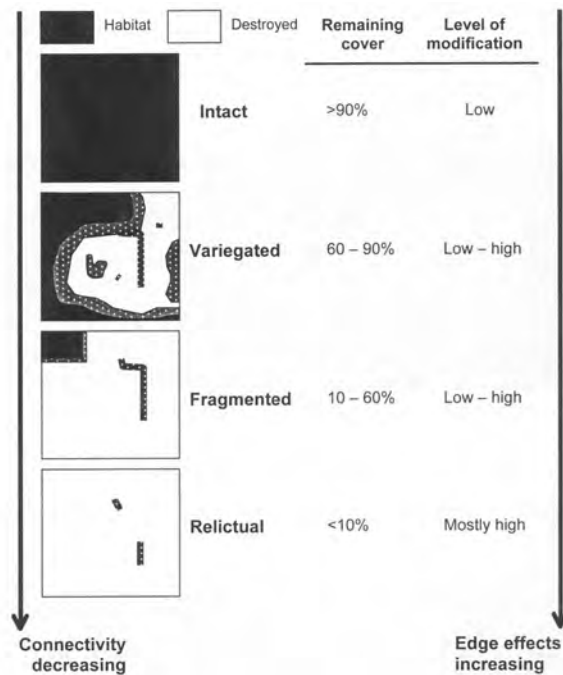 Habitat
Destroyed
Remaining cover
Level of modification
Intact
>90%
Low
Variegated
60 – 90%
Low – high
Fragmented
10 – 60%
Low – high
Relictual
<10%
Mostly high
Connectivity
decreasing
Edge effects
increasing